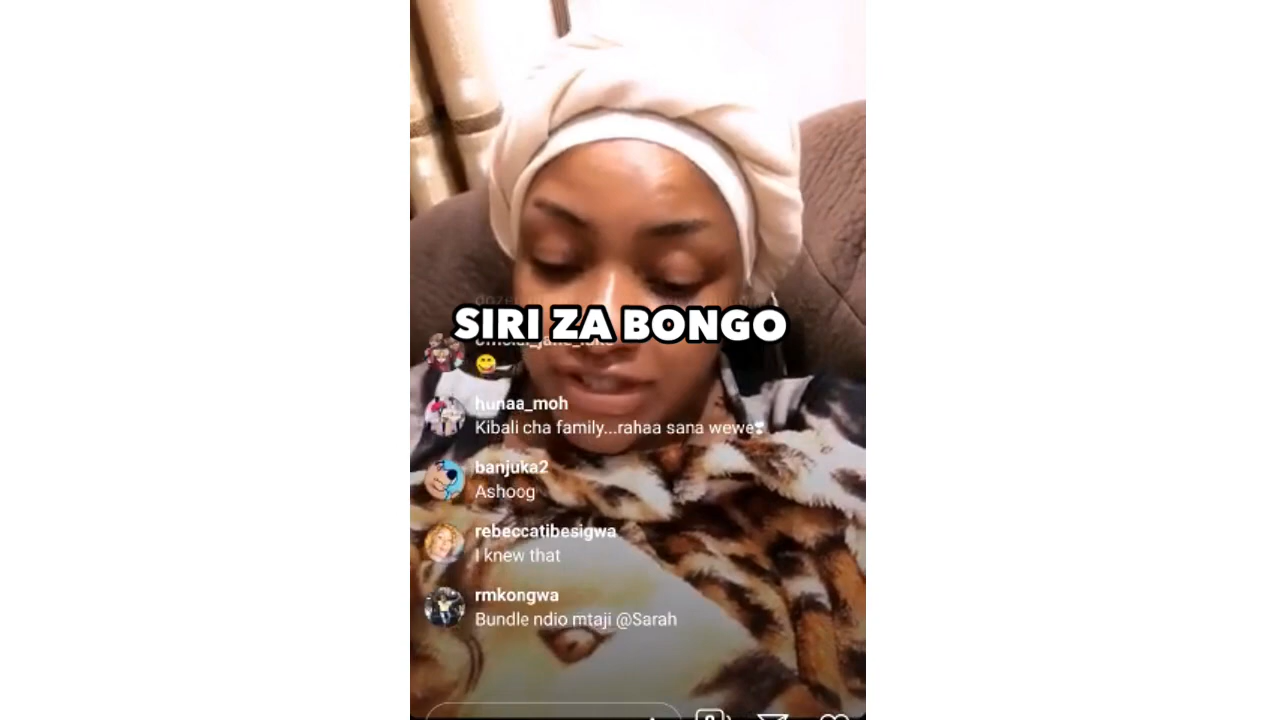 SIRI ZA BONGO
hunaa_moh
Kibali cha family...rahaa sana wewe❣
banjuka2
Ashoog
rebeccatibesigwa
I knew that
rmkongwa
Bundle ndio mtaji @Sarah